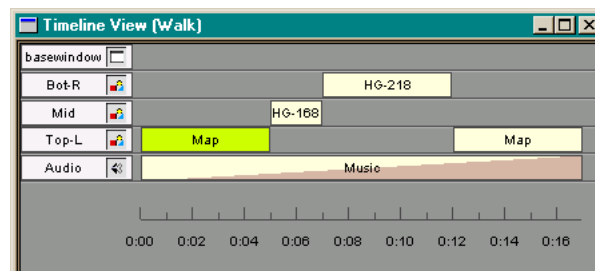 Timeline View (Walk)
basewindow
Bot-R HG-218
Mid HG-168
Top-L Map Map
Audio Music
0:00 0:02 0:04 0:06 0:08 0:10 0:12 0:14 0:16